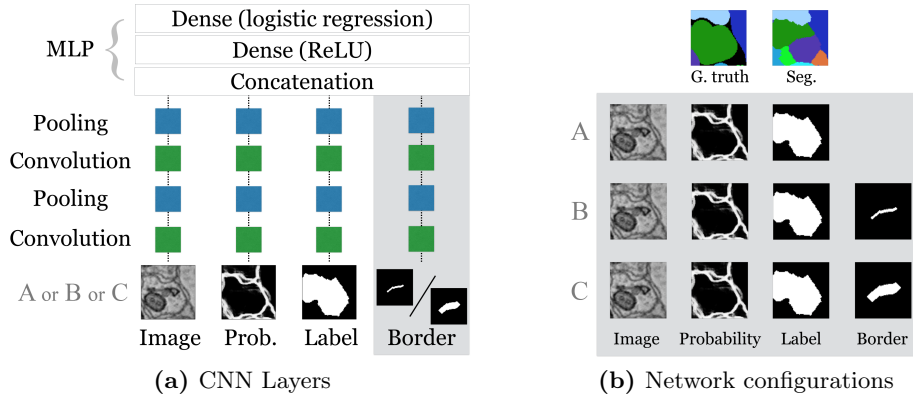 Dense (logistic regression)
MLP
Dense (ReLU)
Concatenation
Pooling
Convolution
Pooling
Convolution
A or B or C
Image
Prob.
Label
Border
(a) CNN Layers
G. truth
Seg.
A
B
C
Image
Probability
Label
Border
(b) Network configurations